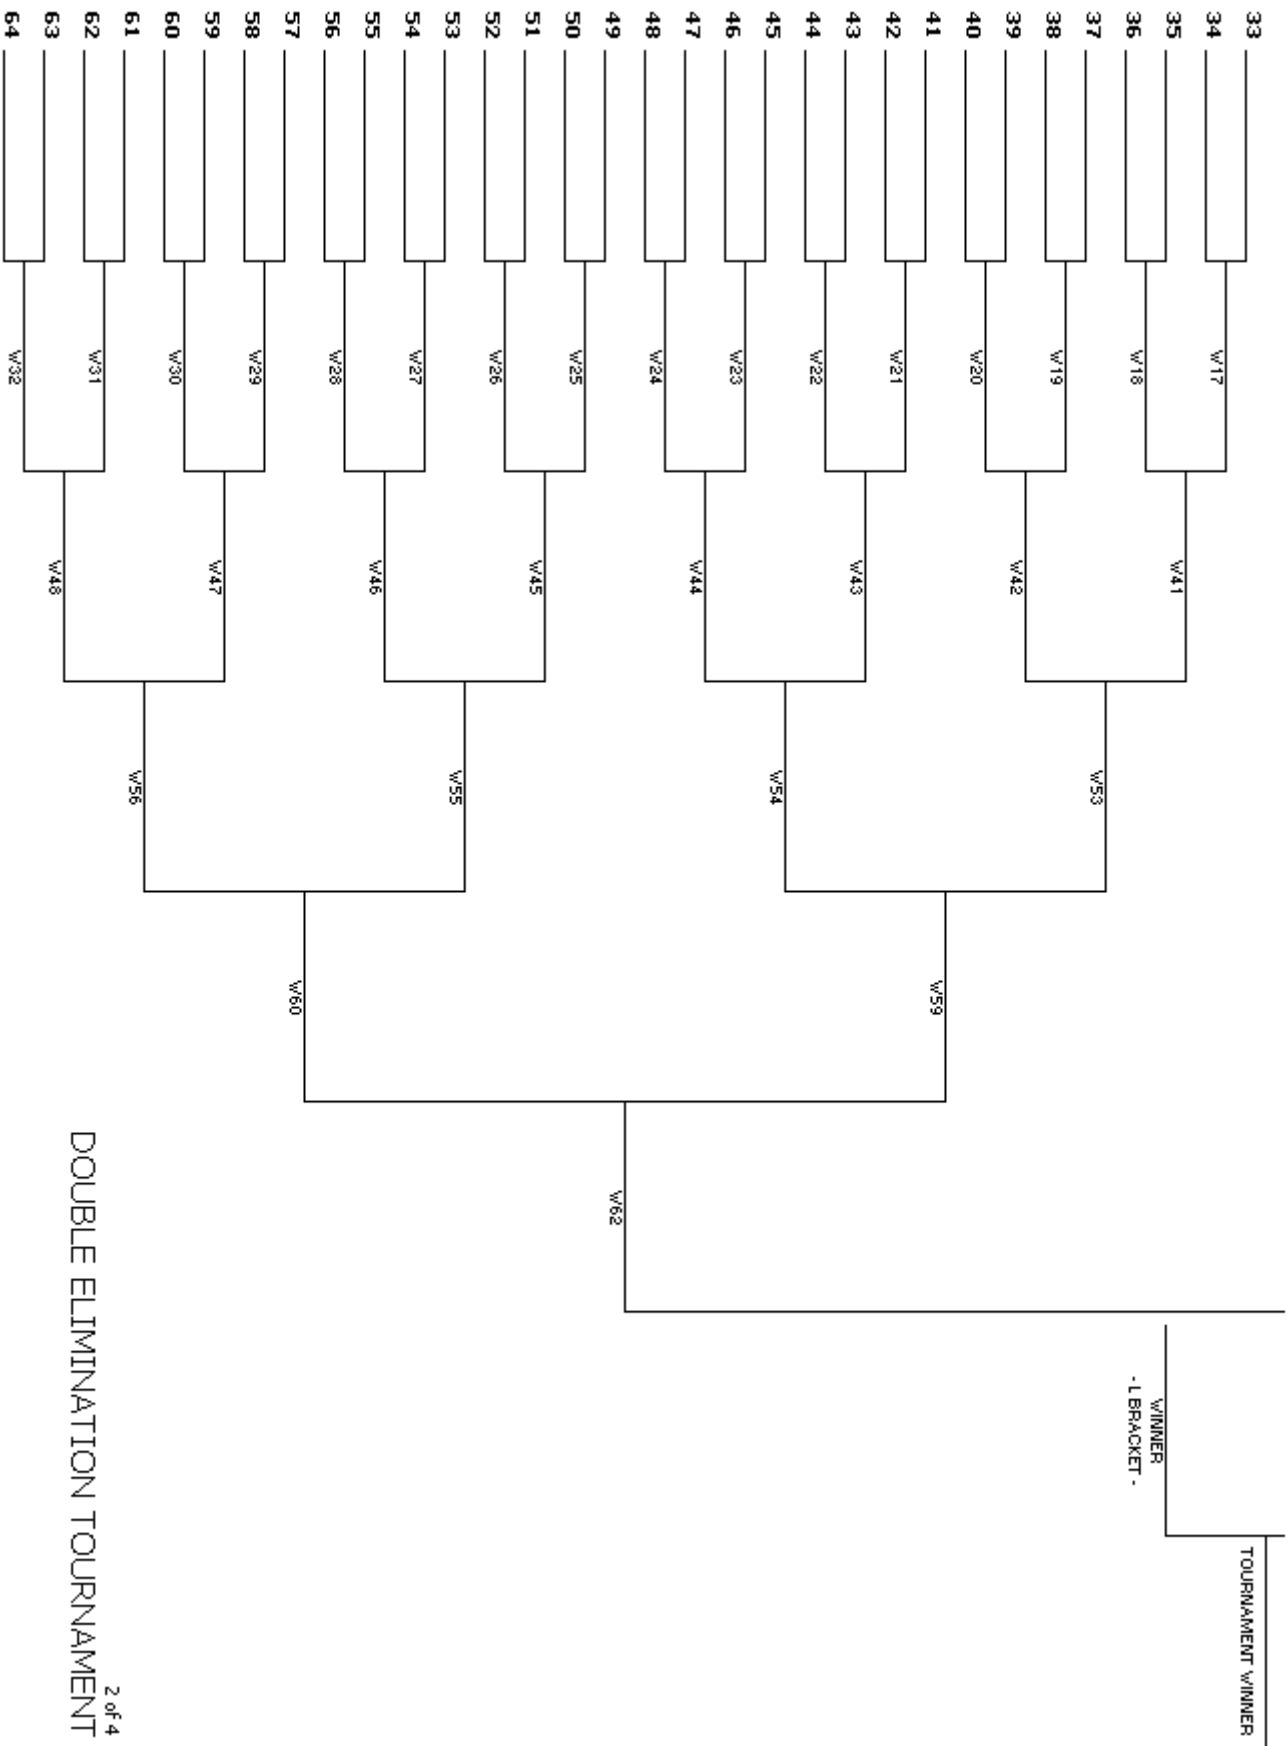 33
34
35
36
37
38
39
40
41
42
43
44
45
46
47
48
49
50
51
52
53
54
55
56
57
58
59
60
61
62
63
64
W17
W18
W19
W20
W21
W22
W23
W24
W25
W26
W27
W28
W29
W30
W31
W32
W41
W42
W43
W44
W45
W46
W47
W48
W53
W54
W55
W56
W59
W60
W62
WINNER
- L BRACKET -
TOURNAMENT WINNER
2 of 4
DOUBLE ELIMINATION TOURNAMENT